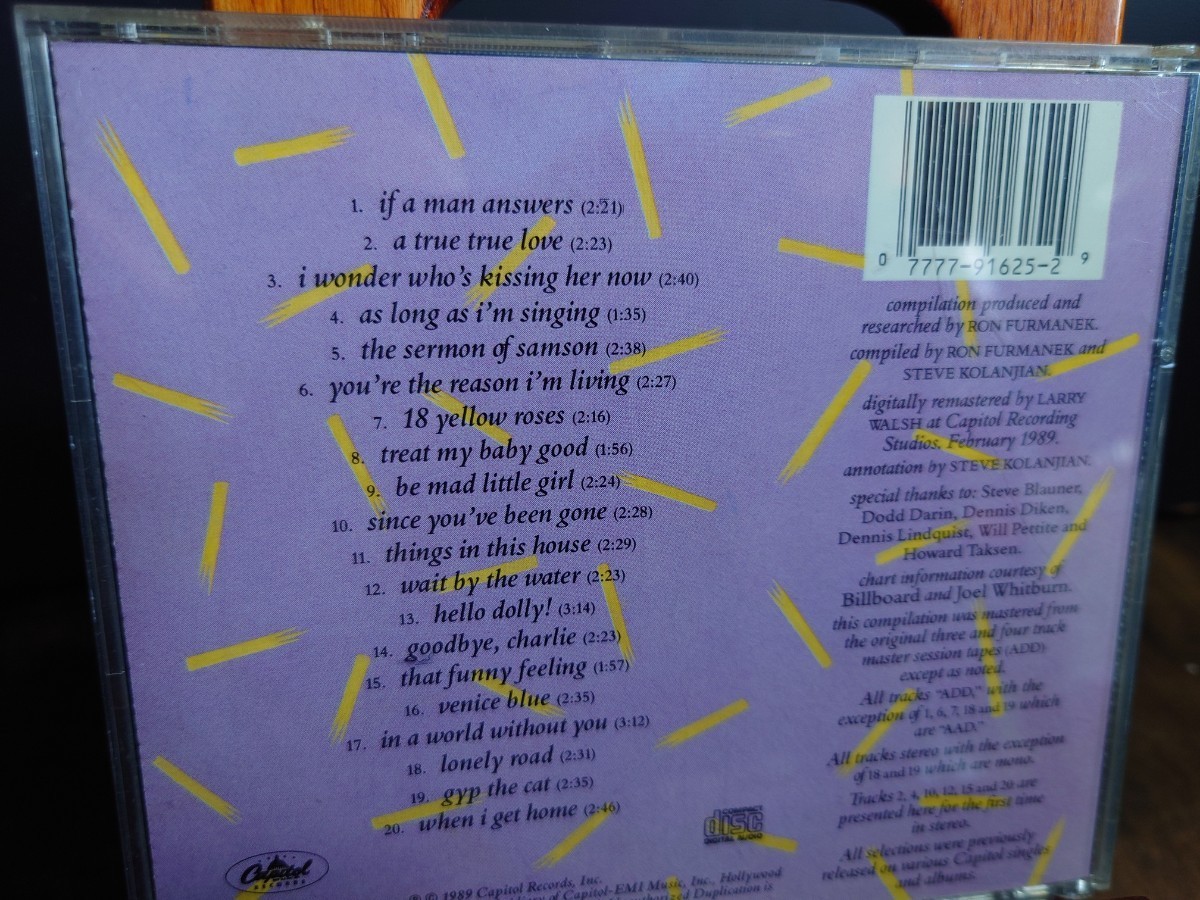 1. if a man answers (2:21)
2. a true true love (2:23)
3. i wonder who's kissing her now (2:40)
4. as long as i'm singing (1:35)
5. the sermon of samson (2:38)
6. you're the reason i'm living (2:27)
7. 18 yellow roses (2:16)
8. treat my baby good (1:56)
9. be mad little girl (2:24)
10. since you've been gone (2:28)
11. things in this house (2:29)
12. wait by the water (2:23)
13. hello dolly! (3:14)
14. goodbye, charlie (2:23)
15. that funny feeling (1:57)
16. venice blue (2:35)
17. in a world without you (3:12)
18. lonely road (2:31)
19. gyp the cat (2:35)
20. when i get home (2:46)
0 7777-91625-2 9
compilation produced and
researched by RON FURMANEK.
compiled by RON FURMANEK and
STEVE KOLANJIAN.
digitally remastered by LARRY
WALSH at Capitol Recording
Studios, February 1989.
annotation by STEVE KOLANJIAN.
special thanks to: Steve Blauner,
Dodd Darin, Dennis Diken,
Dennis Lindquist, Will Pettite and
Howard Taksen.
chart information courtesy of
Billboard and Joel Whitburn.
this compilation was mastered from
the original three and four track
master session tapes (ADD)
except as noted.
All tracks "ADD," with the
exception of 1, 6, 7, 18 and 19 which
are "AAD."
All tracks stereo with the exception
of 18 and 19 which are mono.
Tracks 2, 4, 10, 12, 15 and 20 are
presented here for the first time
in stereo.
All selections were previously
released on various Capitol singles
and albums.
Capitol
RECORDS
COMPACT
disc
DIGITAL AUDIO
℗ © 1989 Capitol Records, Inc.
of Capitol-EMI Music, Inc., Hollywood
Duplication is